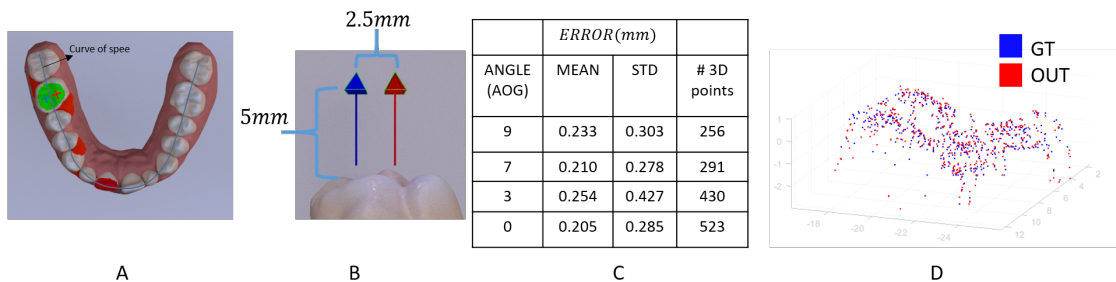 Curve of spee
2.5mm
5mm
ERROR(mm)
ANGLE (AOG) MEAN STD # 3D points
9 0.233 0.303 256
7 0.210 0.278 291
3 0.254 0.427 430
0 0.205 0.285 523
GT
OUT
1
0
-1
-2
-18 -20 -22 -24
12 10 8 6 4 2
A B C D